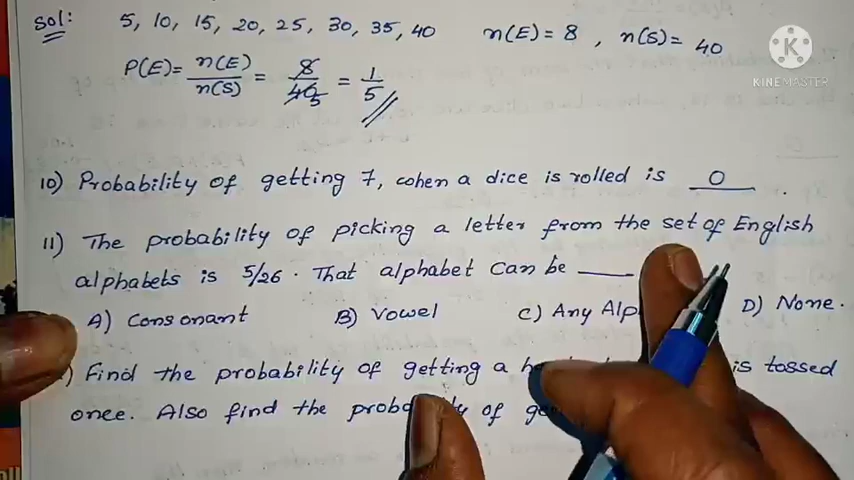 Sol: 5, 10, 15, 20, 25, 30, 35, 40 n(E) = 8 , n(S) = 40
P(E) = n(E)/n(S) = 8/40 5 = 1/5
K
KINEMASTER
10) Probability of getting 7, when a dice is rolled is 0 .
11) The probability of picking a letter from the set of English
alphabets is 5/26. That alphabet can be ____
A) Consonant B) Vowel C) Any D) None.
) Find the probability of getting a is tossed
once. Also find the of